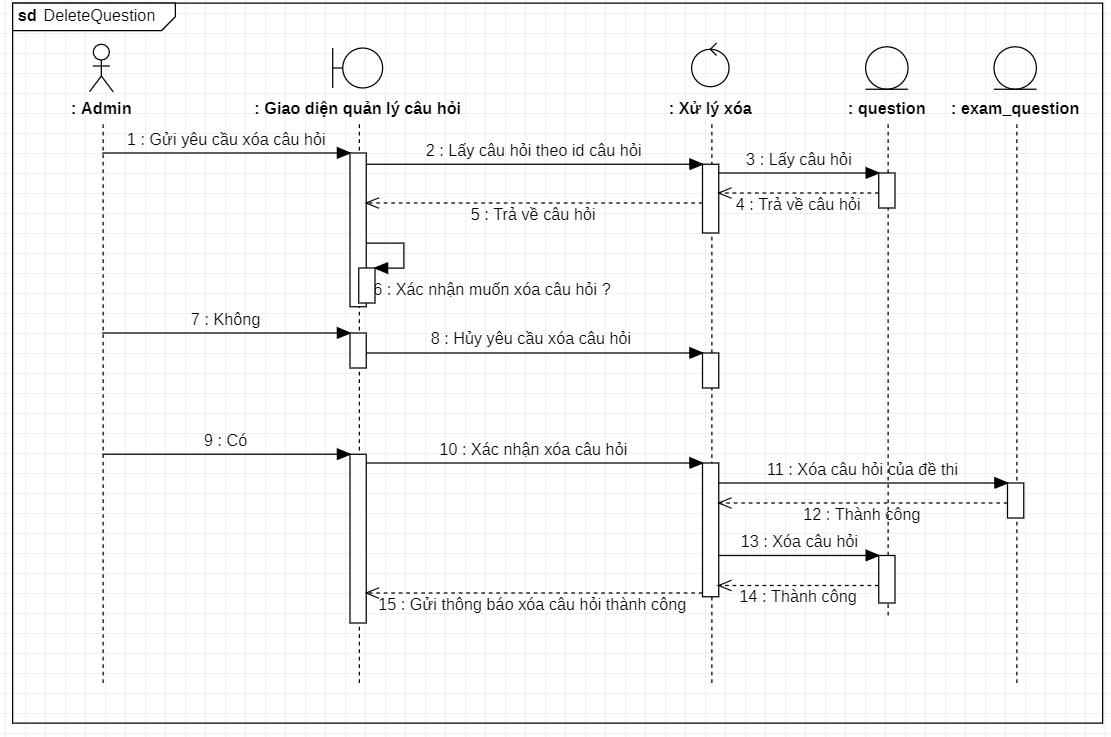 sd DeleteQuestion
: Admin
: Giao diện quản lý câu hỏi
: Xử lý xóa
: question
: exam_question
1 : Gửi yêu cầu xóa câu hỏi
2 : Lấy câu hỏi theo id câu hỏi
3 : Lấy câu hỏi
4 : Trả về câu hỏi
5 : Trả về câu hỏi
6 : Xác nhận muốn xóa câu hỏi ?
7 : Không
8 : Hủy yêu cầu xóa câu hỏi
9 : Có
10 : Xác nhận xóa câu hỏi
11 : Xóa câu hỏi của đề thi
12 : Thành công
13 : Xóa câu hỏi
14 : Thành công
15 : Gửi thông báo xóa câu hỏi thành công